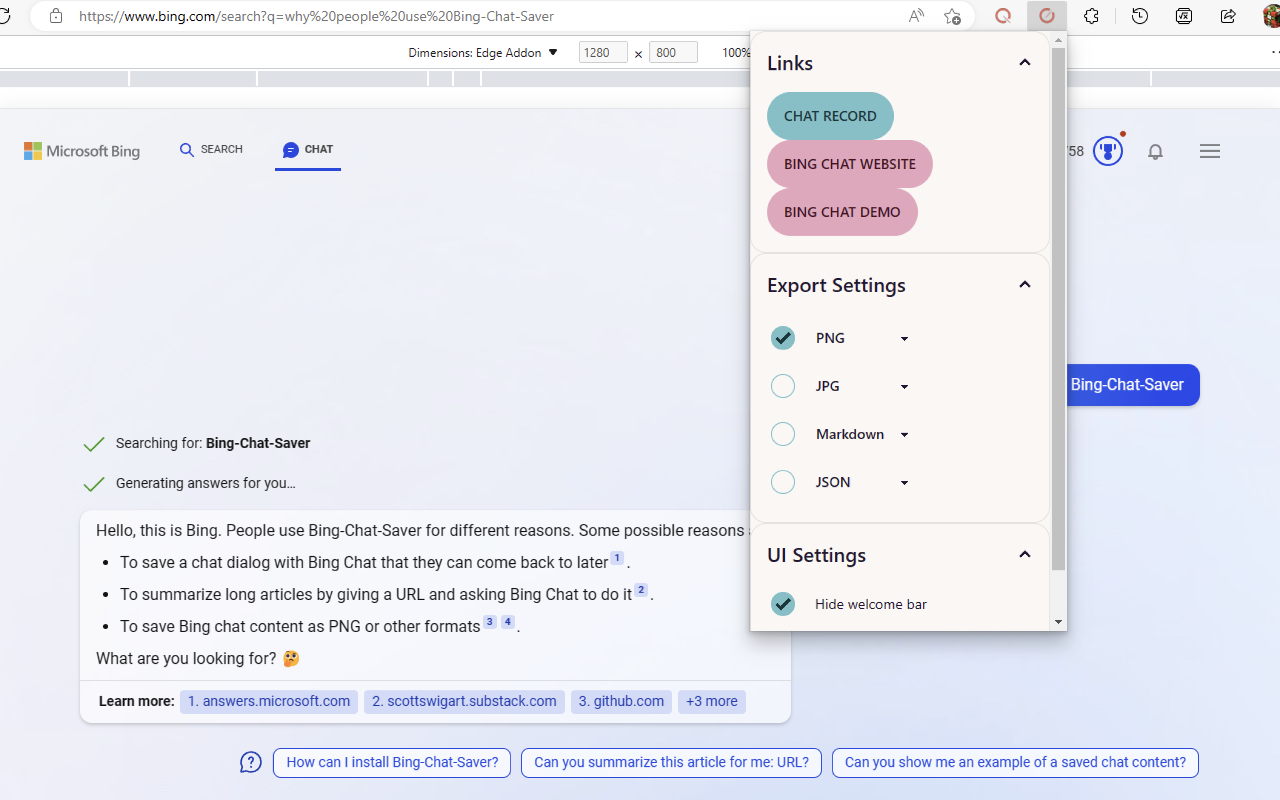 https://www.bing.com/search?q=why%20people%20use%20Bing-Chat-Saver
Dimensions: Edge Addon 1280 × 800 100%
Microsoft Bing
SEARCH
CHAT
58
Links
CHAT RECORD
BING CHAT WEBSITE
BING CHAT DEMO
Export Settings
PNG
JPG
Markdown
JSON
UI Settings
Hide welcome bar
Bing-Chat-Saver
Searching for: Bing-Chat-Saver
Generating answers for you...
Hello, this is Bing. People use Bing-Chat-Saver for different reasons. Some possible reasons
• To save a chat dialog with Bing Chat that they can come back to later 1 .
• To summarize long articles by giving a URL and asking Bing Chat to do it 2 .
• To save Bing chat content as PNG or other formats 3 4 .
What are you looking for? 🤔
Learn more: 1. answers.microsoft.com 2. scottswigart.substack.com 3. github.com +3 more
How can I install Bing-Chat-Saver?
Can you summarize this article for me: URL?
Can you show me an example of a saved chat content?